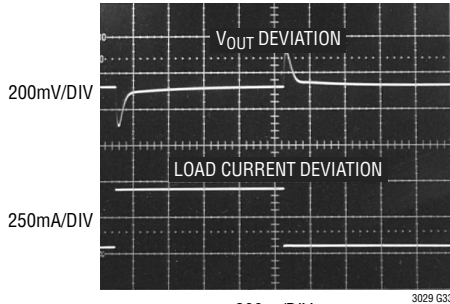 VOUT DEVIATION
200mV/DIV
LOAD CURRENT DEVIATION
250mA/DIV
3029 G33